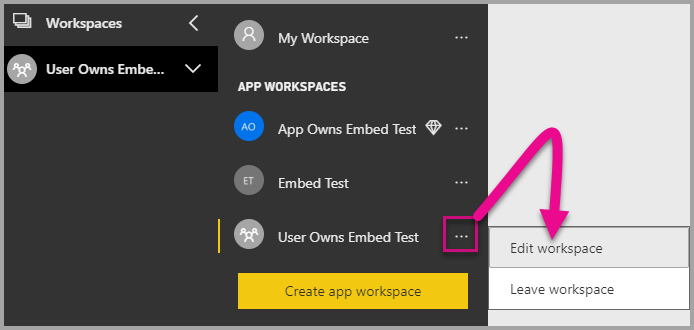 Workspaces
User Owns Embe...
My Workspace
...
APP WORKSPACES
AO
App Owns Embed Test
...
ET
Embed Test
...
User Owns Embed Test
...
Create app workspace
Edit workspace
Leave workspace